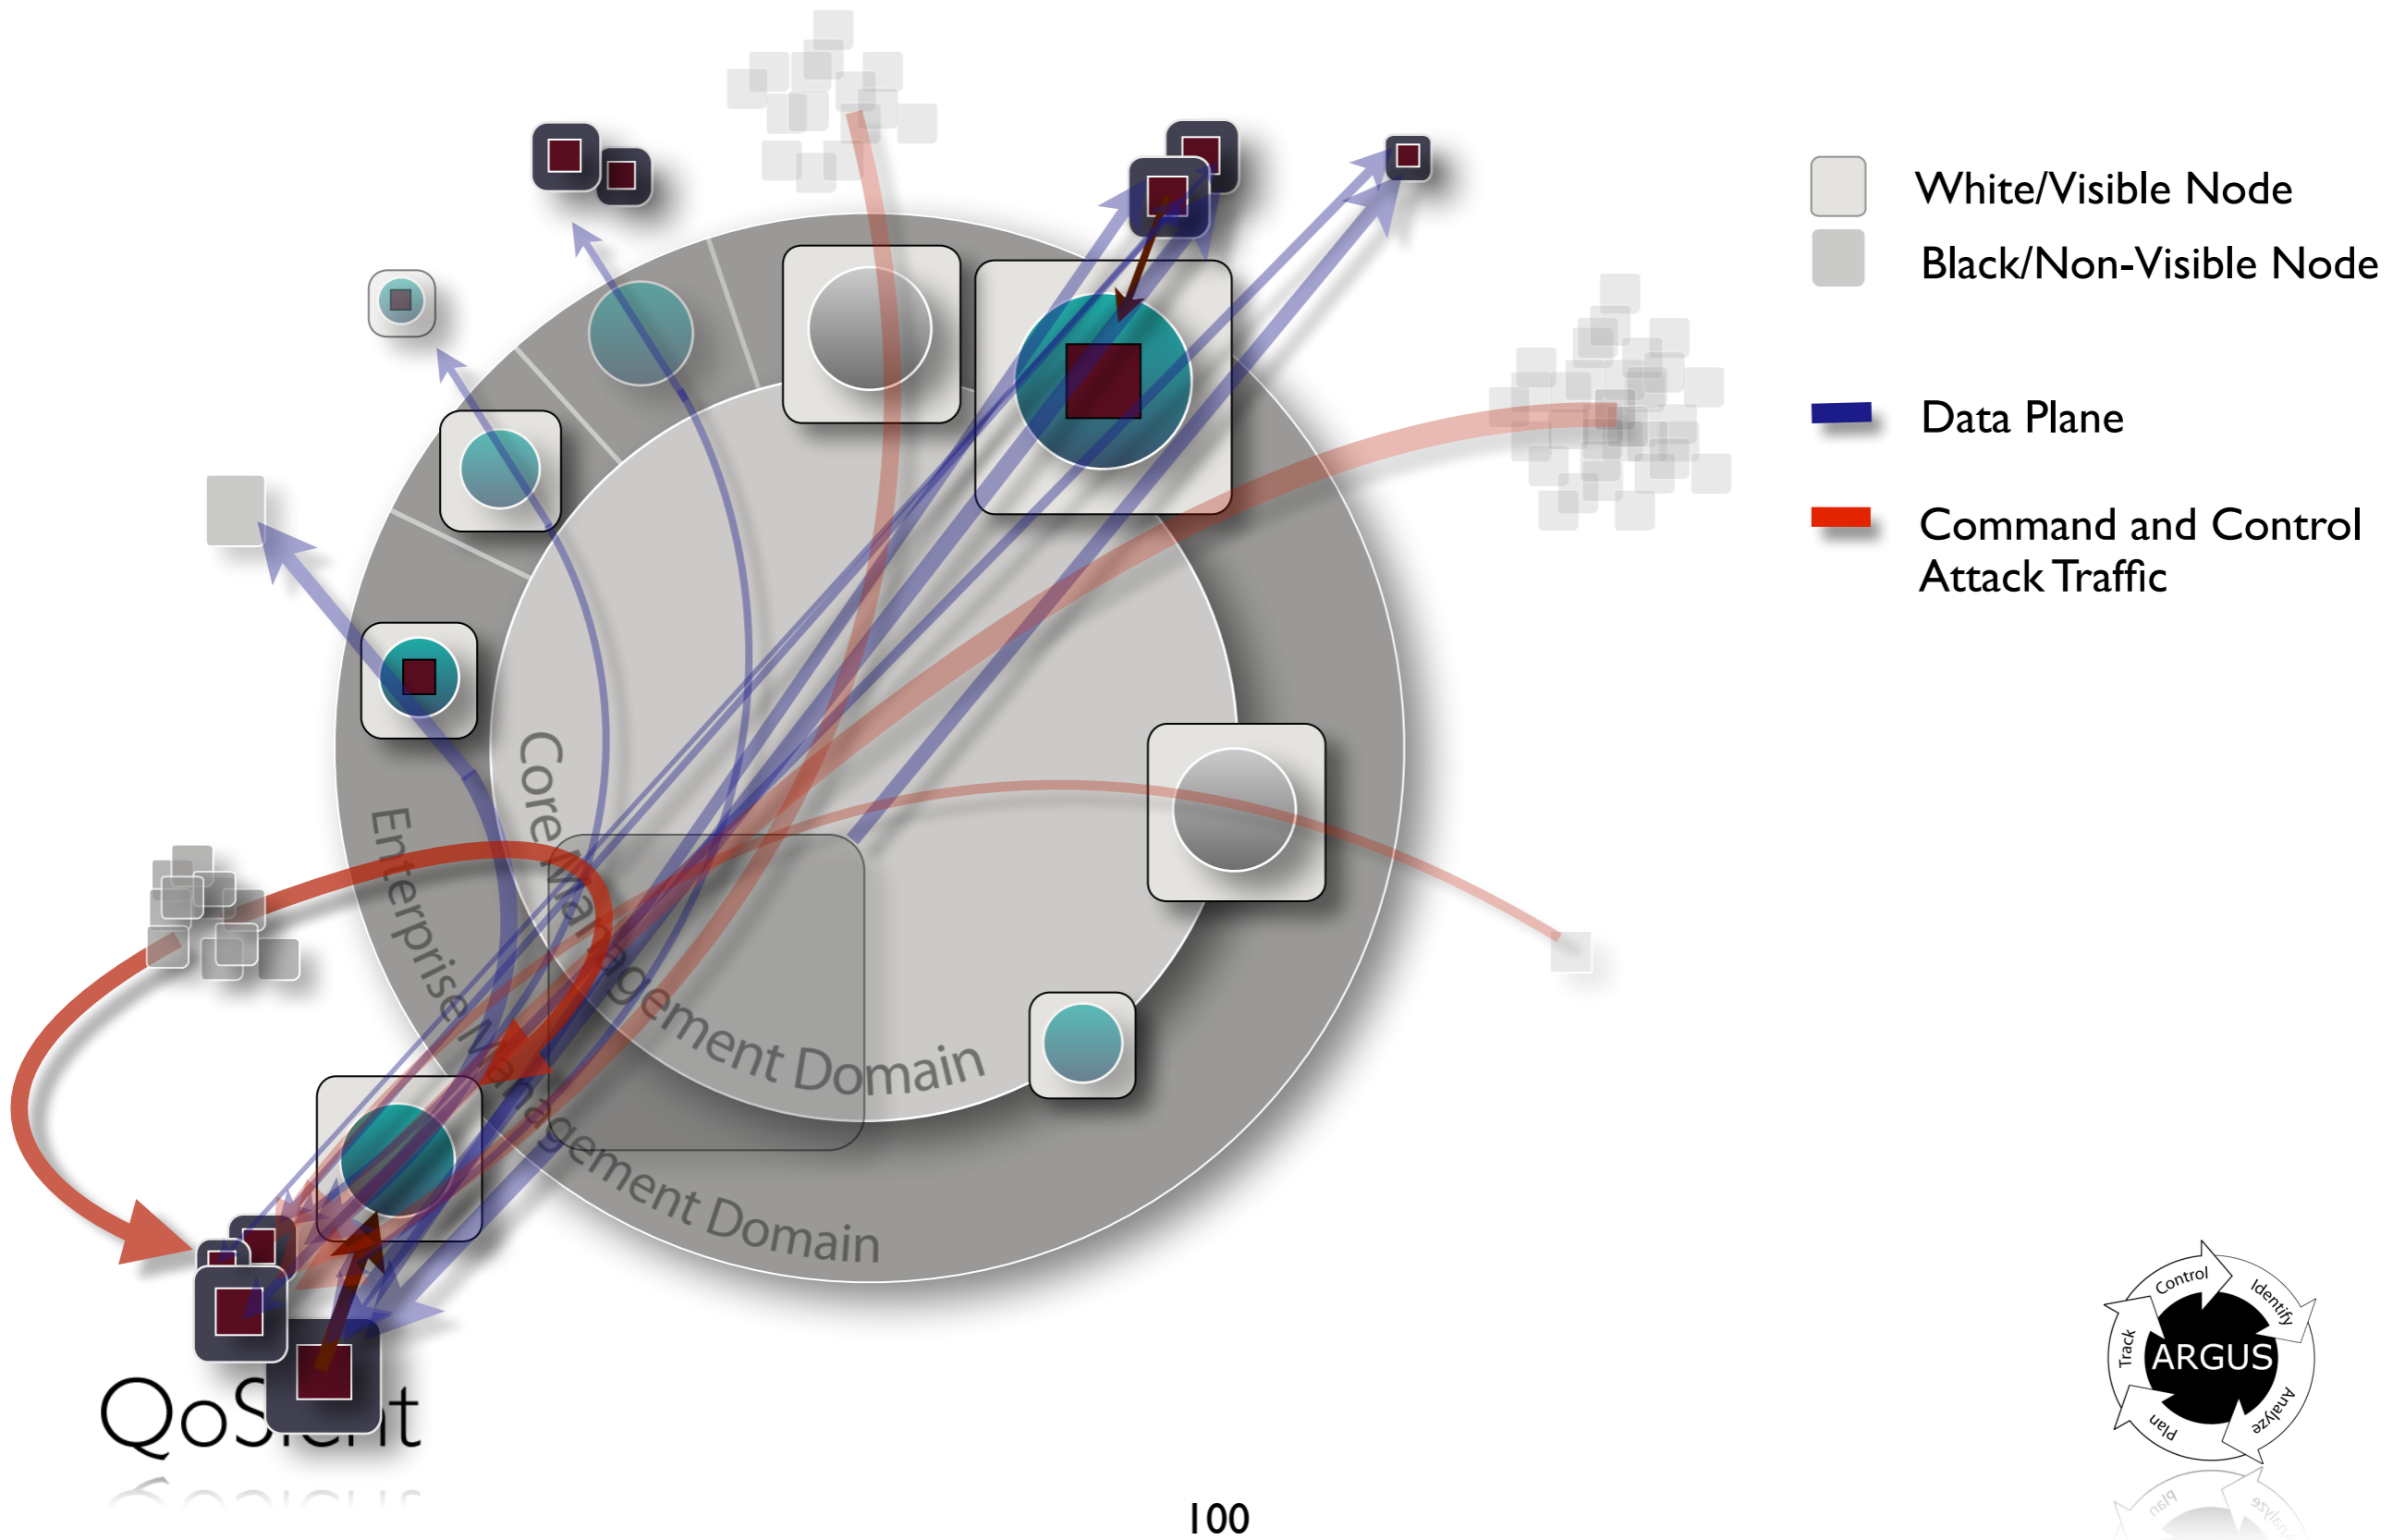 White/Visible Node
Black/Non-Visible Node
Data Plane
Command and Control
Attack Traffic
Core Management Domain
Enterprise Management Domain
Control
Identify
Analyze
Plan
Track
ARGUS
QoSient
100